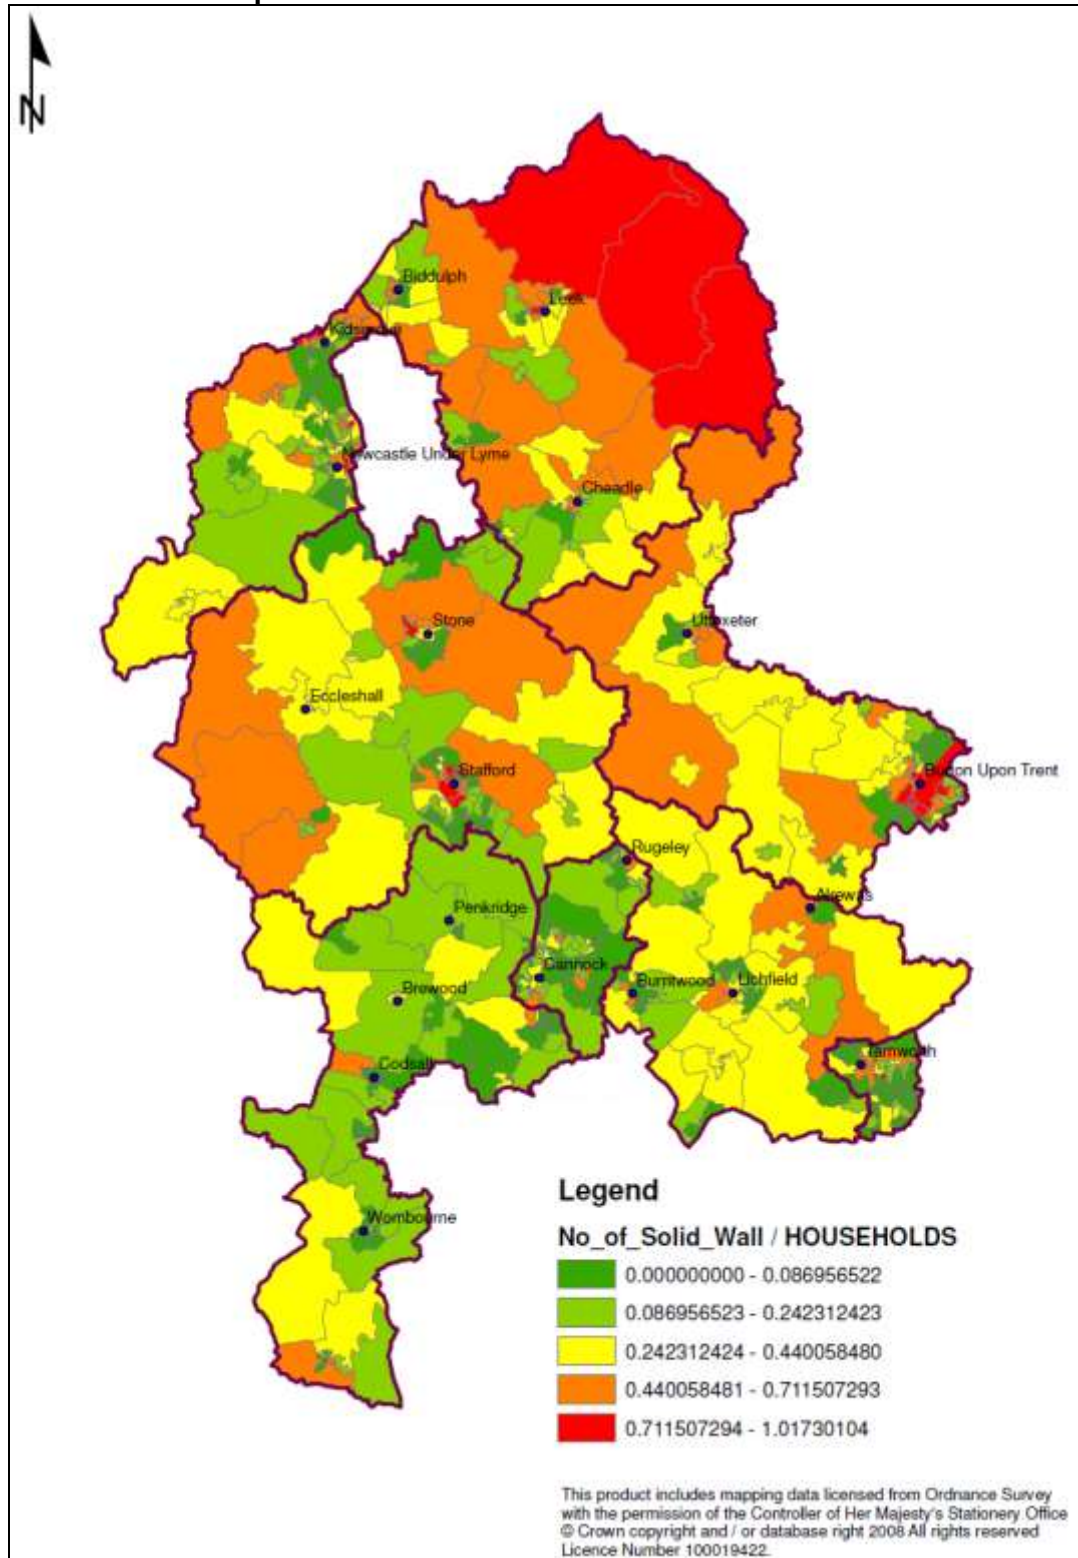 N
Biddulph
Leek
Kidsgrove
Newcastle Under Lyme
Cheadle
Stone
Uttoxeter
Eccleshall
Stafford
Burton Upon Trent
Rugeley
Alrewas
Penkridge
Cannock
Burntwood
Lichfield
Brewood
Tamworth
Codsall
Wombourne
Legend
No_of_Solid_Wall / HOUSEHOLDS
0.000000000 - 0.086956522
0.086956523 - 0.242312423
0.242312424 - 0.440058480
0.440058481 - 0.711507293
0.711507294 - 1.01730104
This product includes mapping data licensed from Ordnance Survey
with the permission of the Controller of Her Majesty's Stationery Office
© Crown copyright and / or database right 2008 All rights reserved
Licence Number 100019422.